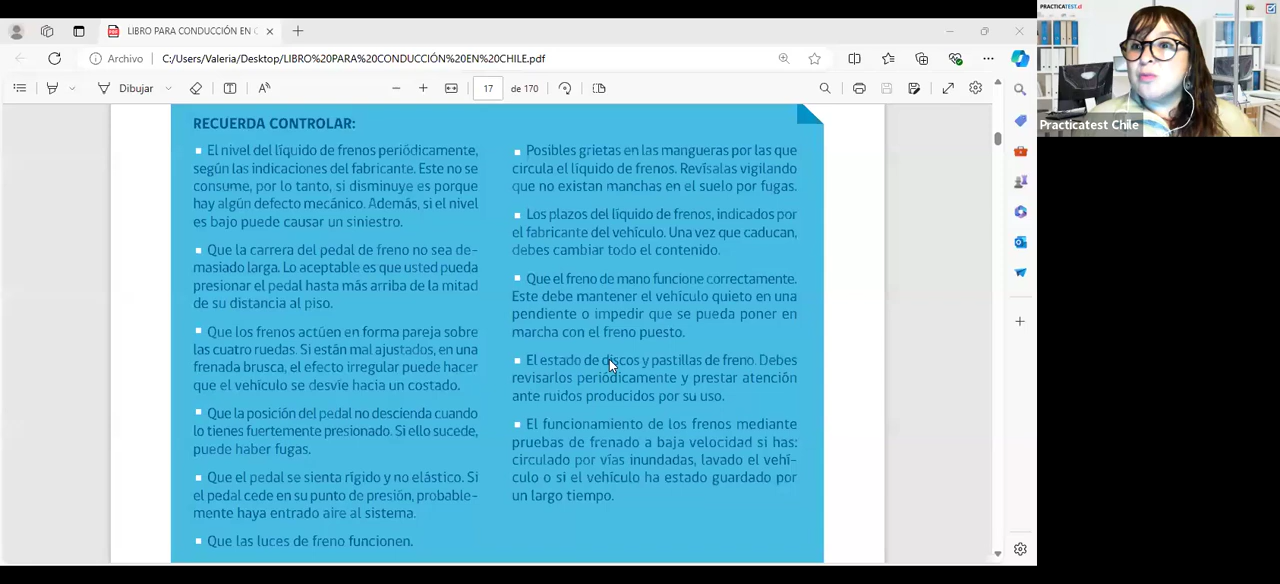 LIBRO PARA CONDUCCIÓN EN C
Archivo
C:/Users/Valeria/Desktop/LIBRO%20PARA%20CONDUCCIÓN%20EN%20CHILE.pdf
Dibujar
17
de 170
RECUERDA CONTROLAR:
El nivel del líquido de frenos periódicamente,
según las indicaciones del fabricante. Este no se
consume, por lo tanto, si disminuye es porque
hay algún defecto mecánico. Además, si el nivel
es bajo puede causar un siniestro.
Que la carrera del pedal de freno no sea de-
masiado larga. Lo aceptable es que usted pueda
presionar el pedal hasta más arriba de la mitad
de su distancia al piso.
Que los frenos actúen en forma pareja sobre
las cuatro ruedas. Si están mal ajustados, en una
frenada brusca, el efecto irregular puede hacer
que el vehículo se desvíe hacia un costado.
Que la posición del pedal no descienda cuando
lo tienes fuertemente presionado. Si ello sucede,
puede haber fugas.
Que el pedal se sienta rígido y no elástico. Si
el pedal cede en su punto de presión, probable-
mente haya entrado aire al sistema.
Que las luces de freno funcionen.
Posibles grietas en las mangueras por las que
circula el líquido de frenos. Revísalas vigilando
que no existan manchas en el suelo por fugas.
Los plazos del líquido de frenos, indicados por
el fabricante del vehículo. Una vez que caducan,
debes cambiar todo el contenido.
Que el freno de mano funcione correctamente.
Este debe mantener el vehículo quieto en una
pendiente o impedir que se pueda poner en
marcha con el freno puesto.
El estado de discos y pastillas de freno. Debes
revisarlos periódicamente y prestar atención
ante ruidos producidos por su uso.
El funcionamiento de los frenos mediante
pruebas de frenado a baja velocidad si has:
circulado por vías inundadas, lavado el vehí-
culo o si el vehículo ha estado guardado por
un largo tiempo.
PRACTICATEST.cl
Practicatest Chile